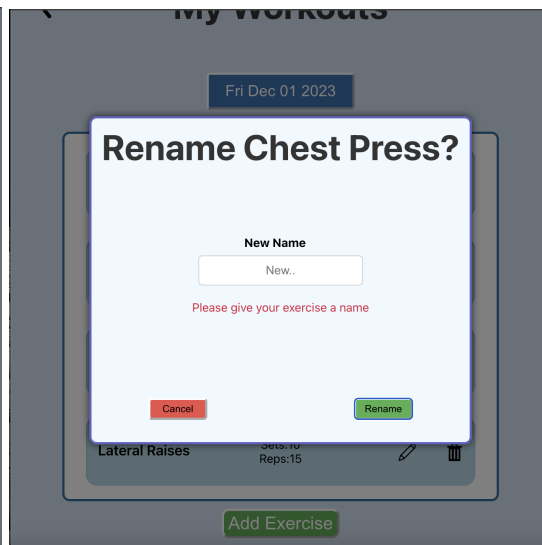 My Workouts
Fri Dec 01 2023
Rename Chest Press?
New Name
New..
Please give your exercise a name
Cancel
Rename
Lateral Raises
Sets:10
Reps:15
Add Exercise